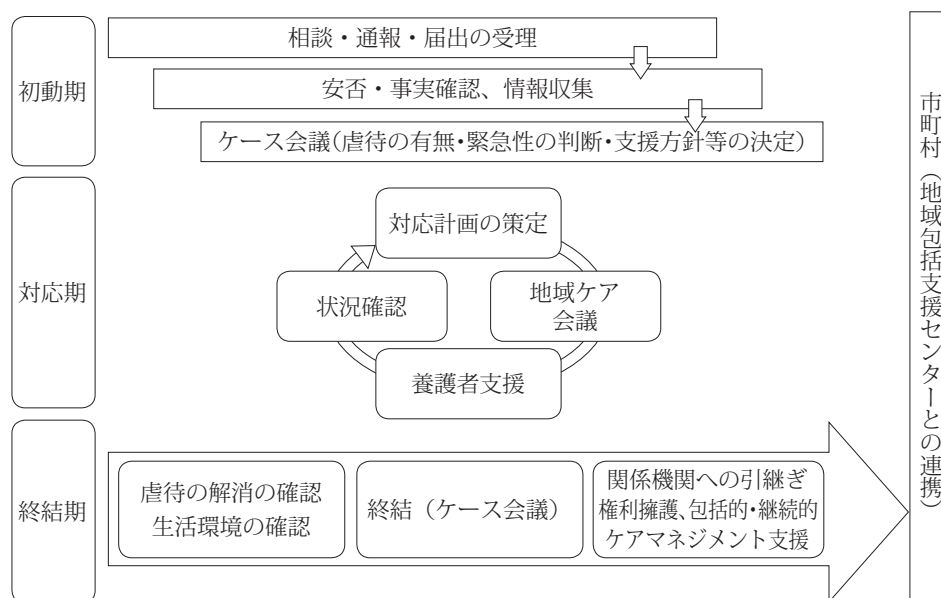 初動期
相談・通報・届出の受理
安否・事実確認、情報収集
ケース会議(虐待の有無・緊急性の判断・支援方針等の決定)
対応期
対応計画の策定
地域ケア
会議
養護者支援
状況確認
終結期
虐待の解消の確認
生活環境の確認
終結（ケース会議）
関係機関への引継ぎ
権利擁護、包括的・継続的
ケアマネジメント支援
市町村（地域包括支援センターとの連携）